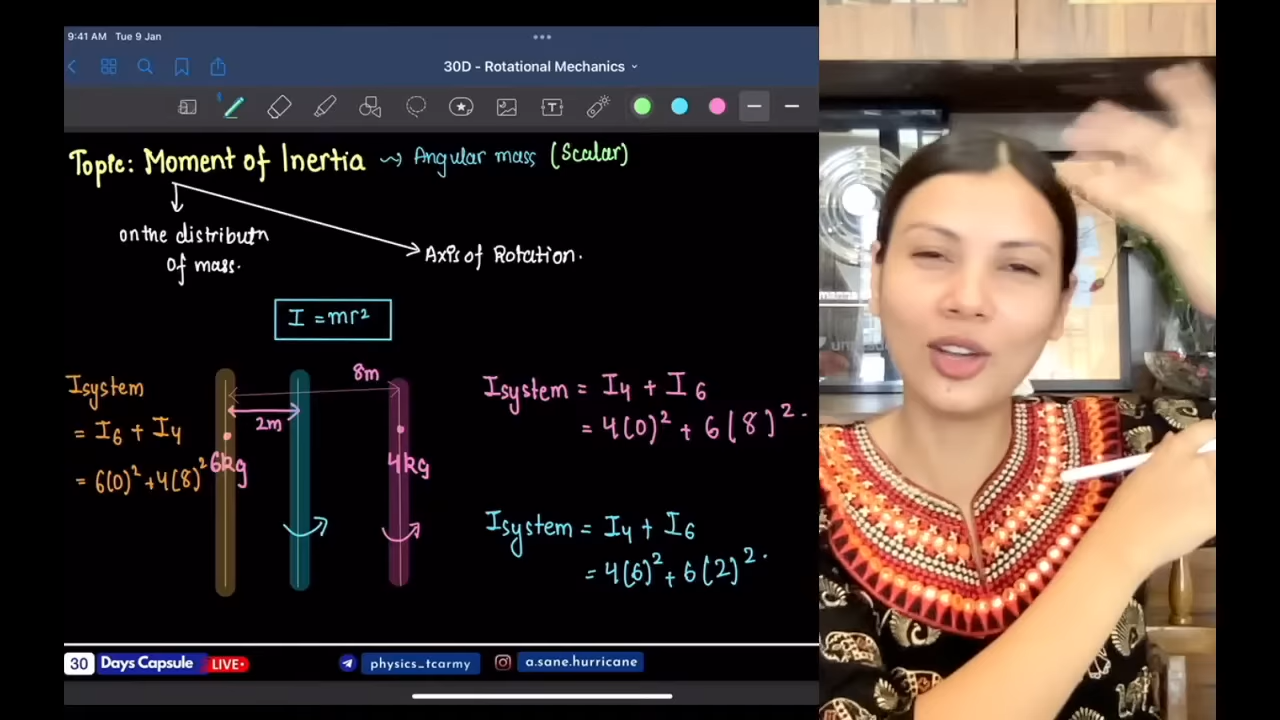 9:41 AM Tue 9 Jan
30D - Rotational Mechanics
Topic: Moment of Inertia ⤳ Angular mass (Scalar)
on the distributn
of mass.
Axis of Rotation.
I = mr²
8m
2m
6kg
4kg
Isystem
= I6 + I4
= 6(0)² + 4(8)²
Isystem = I4 + I6
= 4(0)² + 6(8)².
Isystem = I4 + I6
= 4(6)² + 6(2)².
30 Days Capsule LIVE
physics_tcarmy
a.sane.hurricane